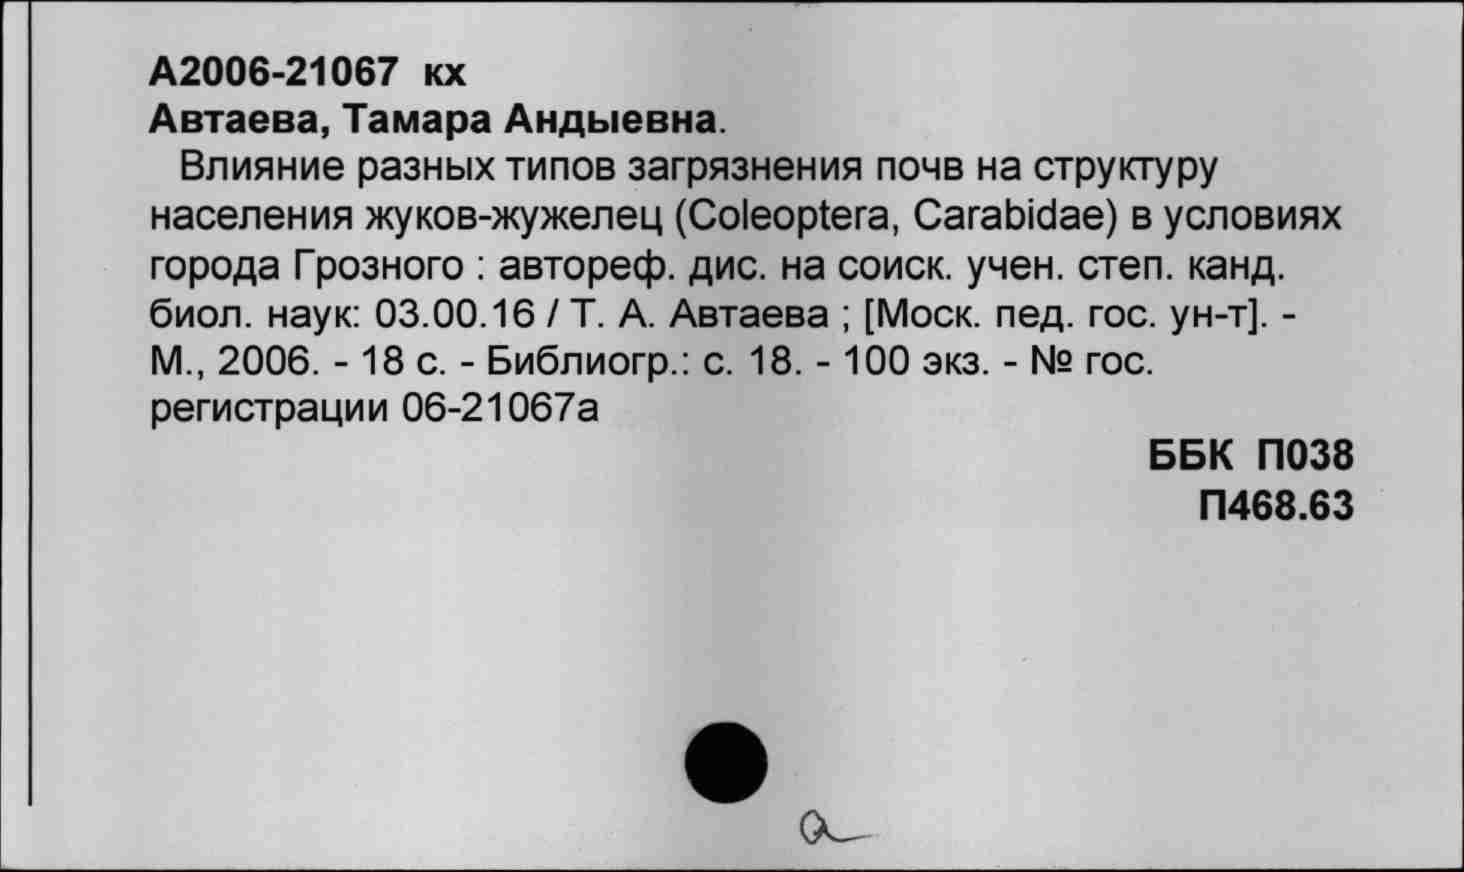 А2006-21067 кх
Автаева, Тамара Андыевна.
Влияние разных типов загрязнения почв на структуру
населения жуков-жужелец (Coleoptera, Carabidae) в условиях
города Грозного : автореф. дис. на соиск. учен. степ. канд.
биол. наук: 03.00.16 / Т. А. Автаева ; [Моск. пед. гос. ун-т]. -
М., 2006. - 18 с. - Библиогр.: с. 18. - 100 экз. - № гос.
регистрации 06-21067а
ББК П038
П468.63